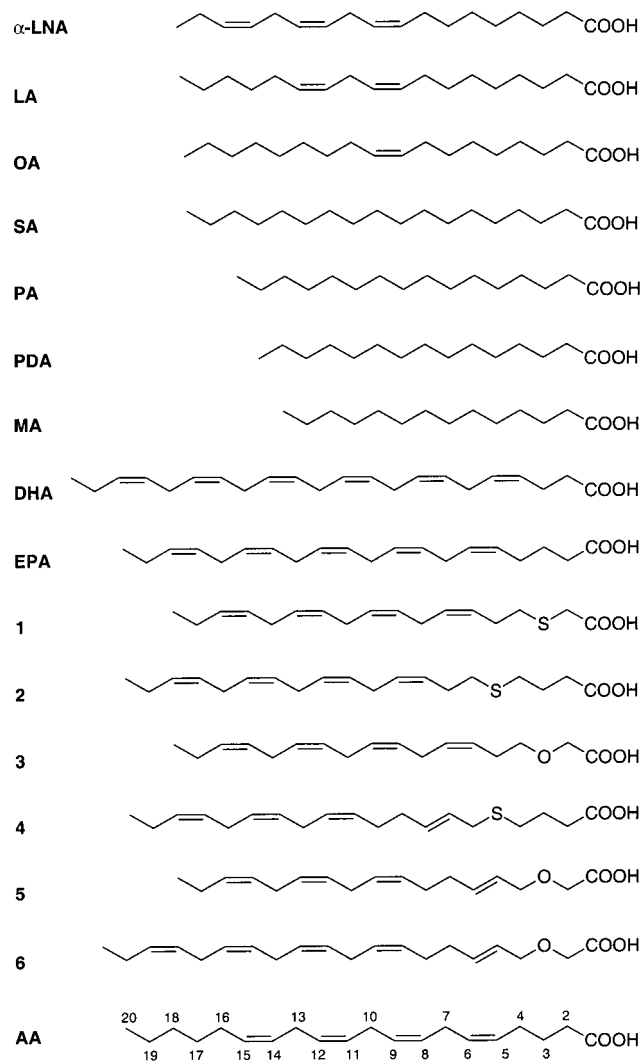 α-LNA COOH
LA COOH
OA COOH
SA COOH
PA COOH
PDA COOH
MA COOH
DHA COOH
EPA COOH
1 S COOH
2 S COOH
3 O COOH
4 S COOH
5 O COOH
6 O COOH
20 18 16 13 10 7 4 2
AA COOH
19 17 15 14 12 11 9 8 6 5 3